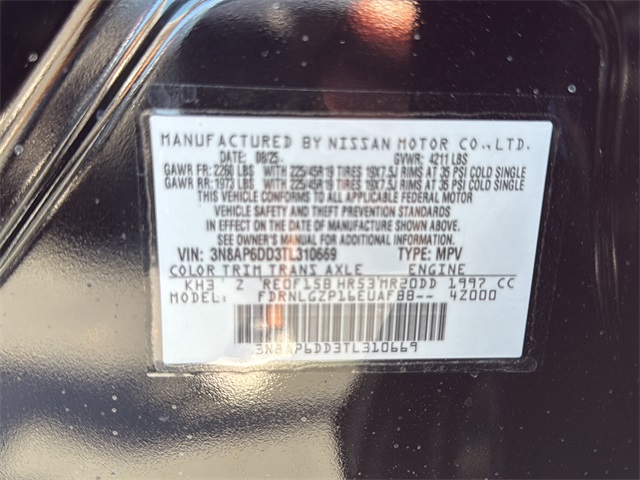 MANUFACTURED BY NISSAN MOTOR CO.,LTD.
DATE: 08/25. GVWR: 4211 LBS
GAWR FR: 2260 LBS WITH 225/45R19 TIRES 19X7.5J RIMS AT 35 PSI COLD SINGLE
GAWR RR: 1973 LBS WITH 225/45R19 TIRES 19X7.5J RIMS AT 35 PSI COLD SINGLE
THIS VEHICLE CONFORMS TO ALL APPLICABLE FEDERAL MOTOR
VEHICLE SAFETY AND THEFT PREVENTION STANDARDS
IN EFFECT ON THE DATE OF MANUFACTURE SHOWN ABOVE.
SEE OWNER'S MANUAL FOR ADDITIONAL INFORMATION.
VIN: 3N8AP6DD3TL310669 TYPE: MPV
COLOR TRIM TRANS AXLE ENGINE
KH3 Z RE0F15B HR53 MR20DD 1997 CC
MODEL: FDRNLGZP16EUAF8B-- 4Z000
3N8AP6DD3TL310669